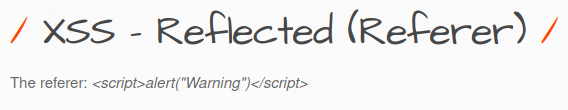 / XSS - Reflected (Referer) /
The referer: <script>alert("Warning")</script>